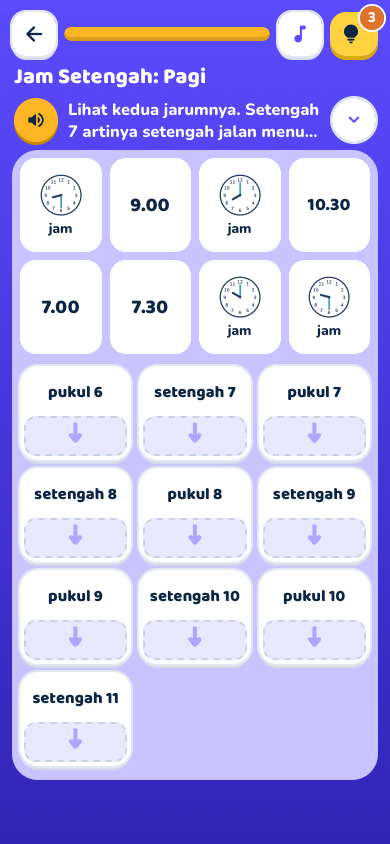 3
Jam Setengah: Pagi
Lihat kedua jarumnya. Setengah
7 artinya setengah jalan menu...
jam
9.00
jam
10.30
7.00
7.30
jam
jam
pukul 6
setengah 7
pukul 7
setengah 8
pukul 8
setengah 9
pukul 9
setengah 10
pukul 10
setengah 11